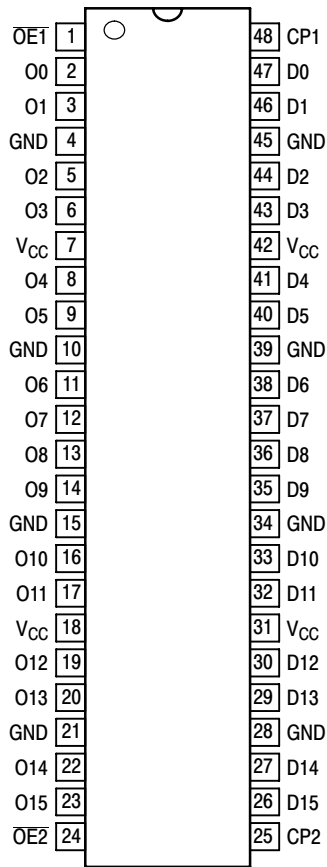 OE1 1 48 CP1
O0 2 47 D0
O1 3 46 D1
GND 4 45 GND
O2 5 44 D2
O3 6 43 D3
VCC 7 42 VCC
O4 8 41 D4
O5 9 40 D5
GND 10 39 GND
O6 11 38 D6
O7 12 37 D7
O8 13 36 D8
O9 14 35 D9
GND 15 34 GND
O10 16 33 D10
O11 17 32 D11
VCC 18 31 VCC
O12 19 30 D12
O13 20 29 D13
GND 21 28 GND
O14 22 27 D14
O15 23 26 D15
OE2 24 25 CP2